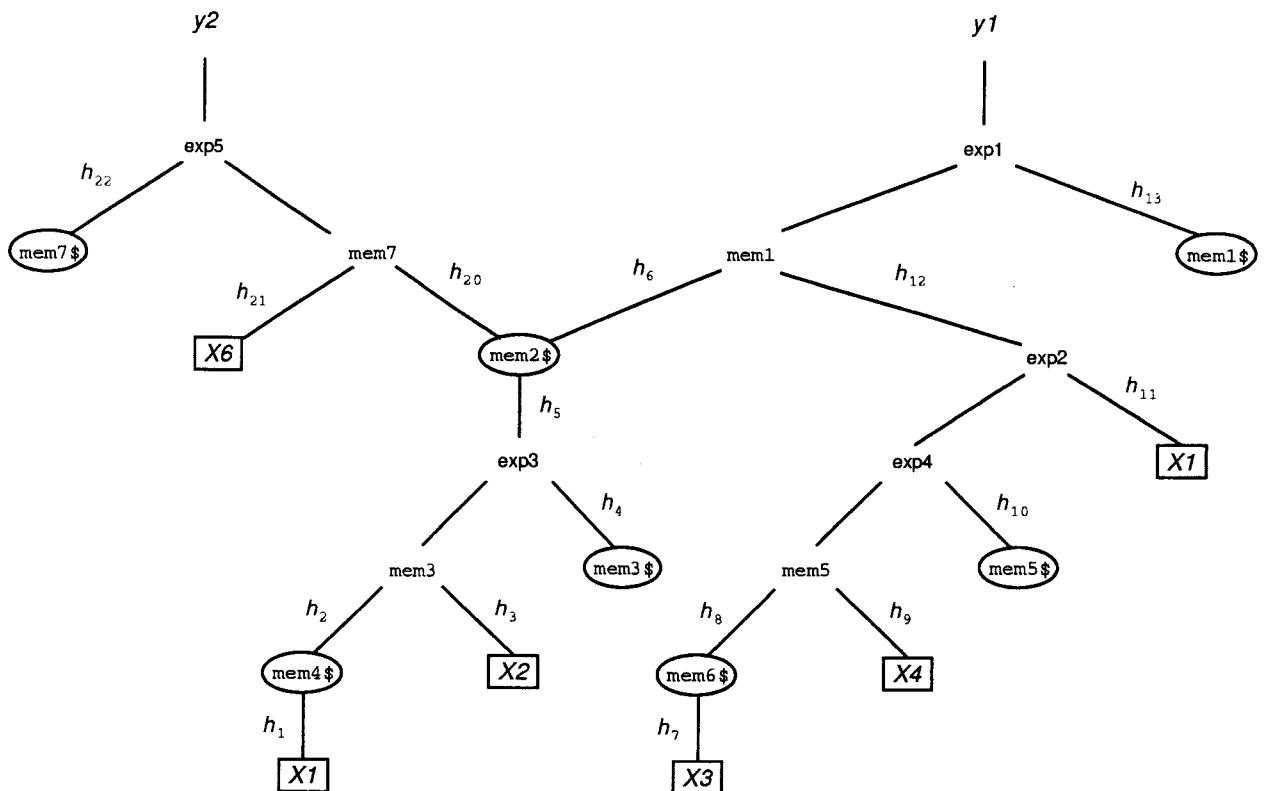 y2 y1
exp5 exp1
h₂₂ h₁₃
mem7$ mem7 mem1 mem1$
h₂₁ h₂₀ h₆ h₁₂
X6 mem2$ exp2
h₅ h₁₁
exp3 exp4 X1
h₄ h₁₀
mem3 mem3$ mem5 mem5$
h₂ h₃ h₈ h₉
mem4$ X2 mem6$ X4
h₁ h₇
X1 X3